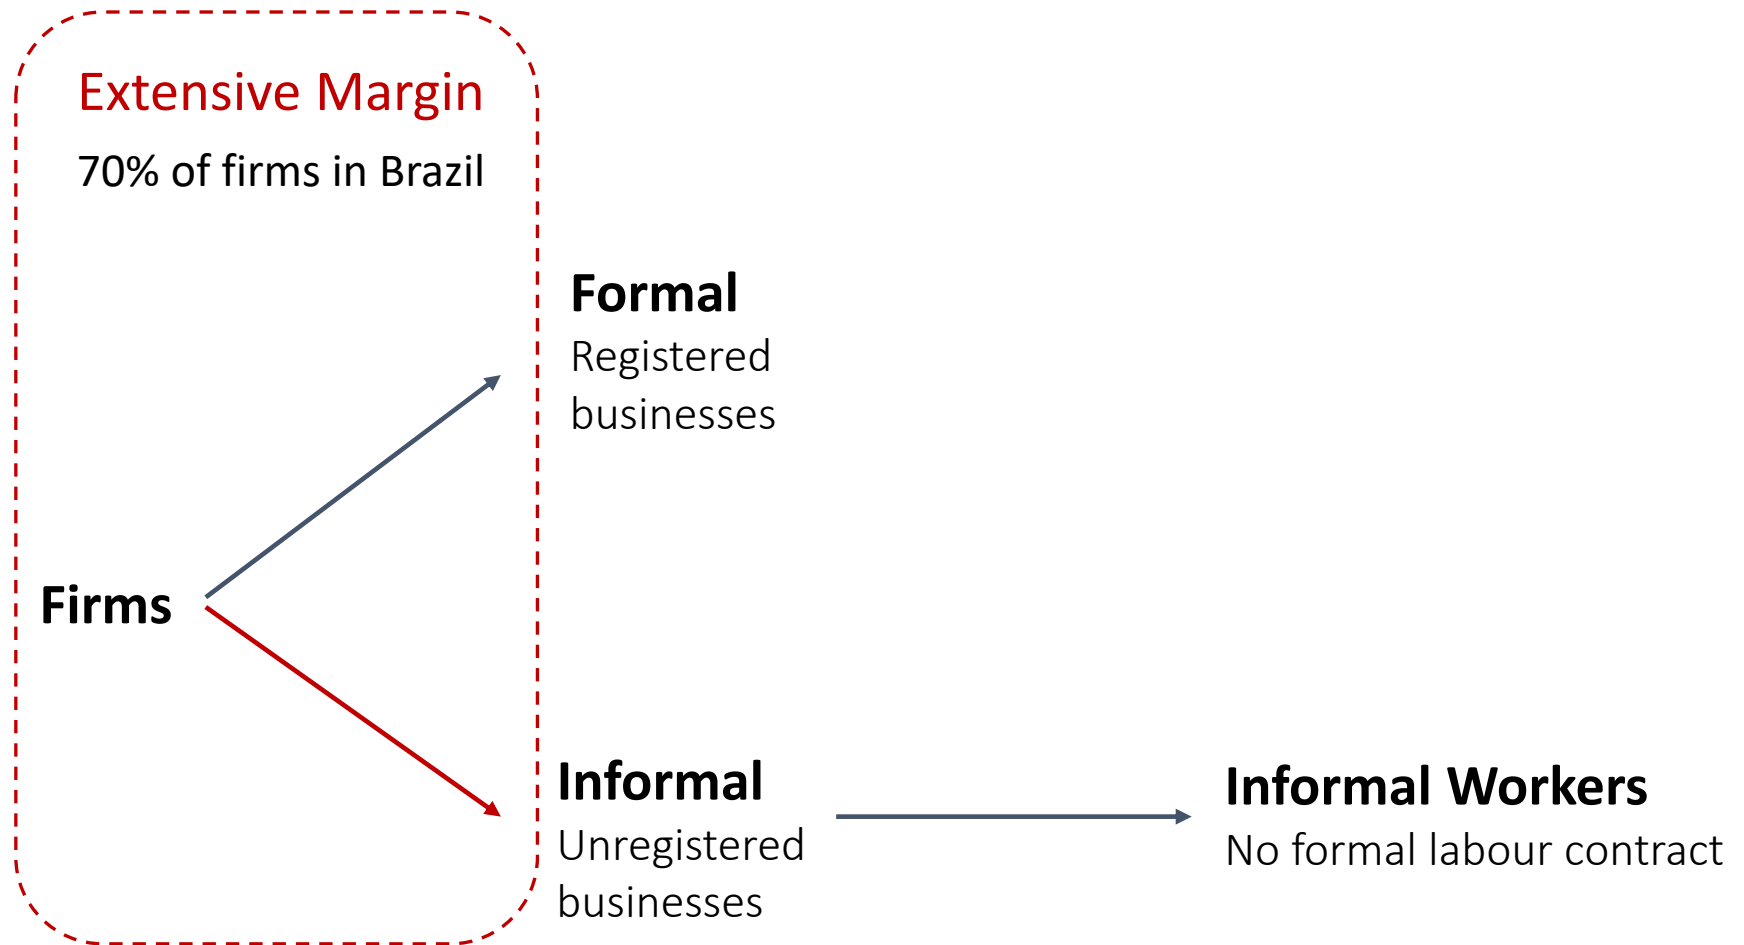 Extensive Margin
70% of firms in Brazil
Formal
Registered
businesses
Firms
Informal
Unregistered
businesses
Informal Workers
No formal labour contract